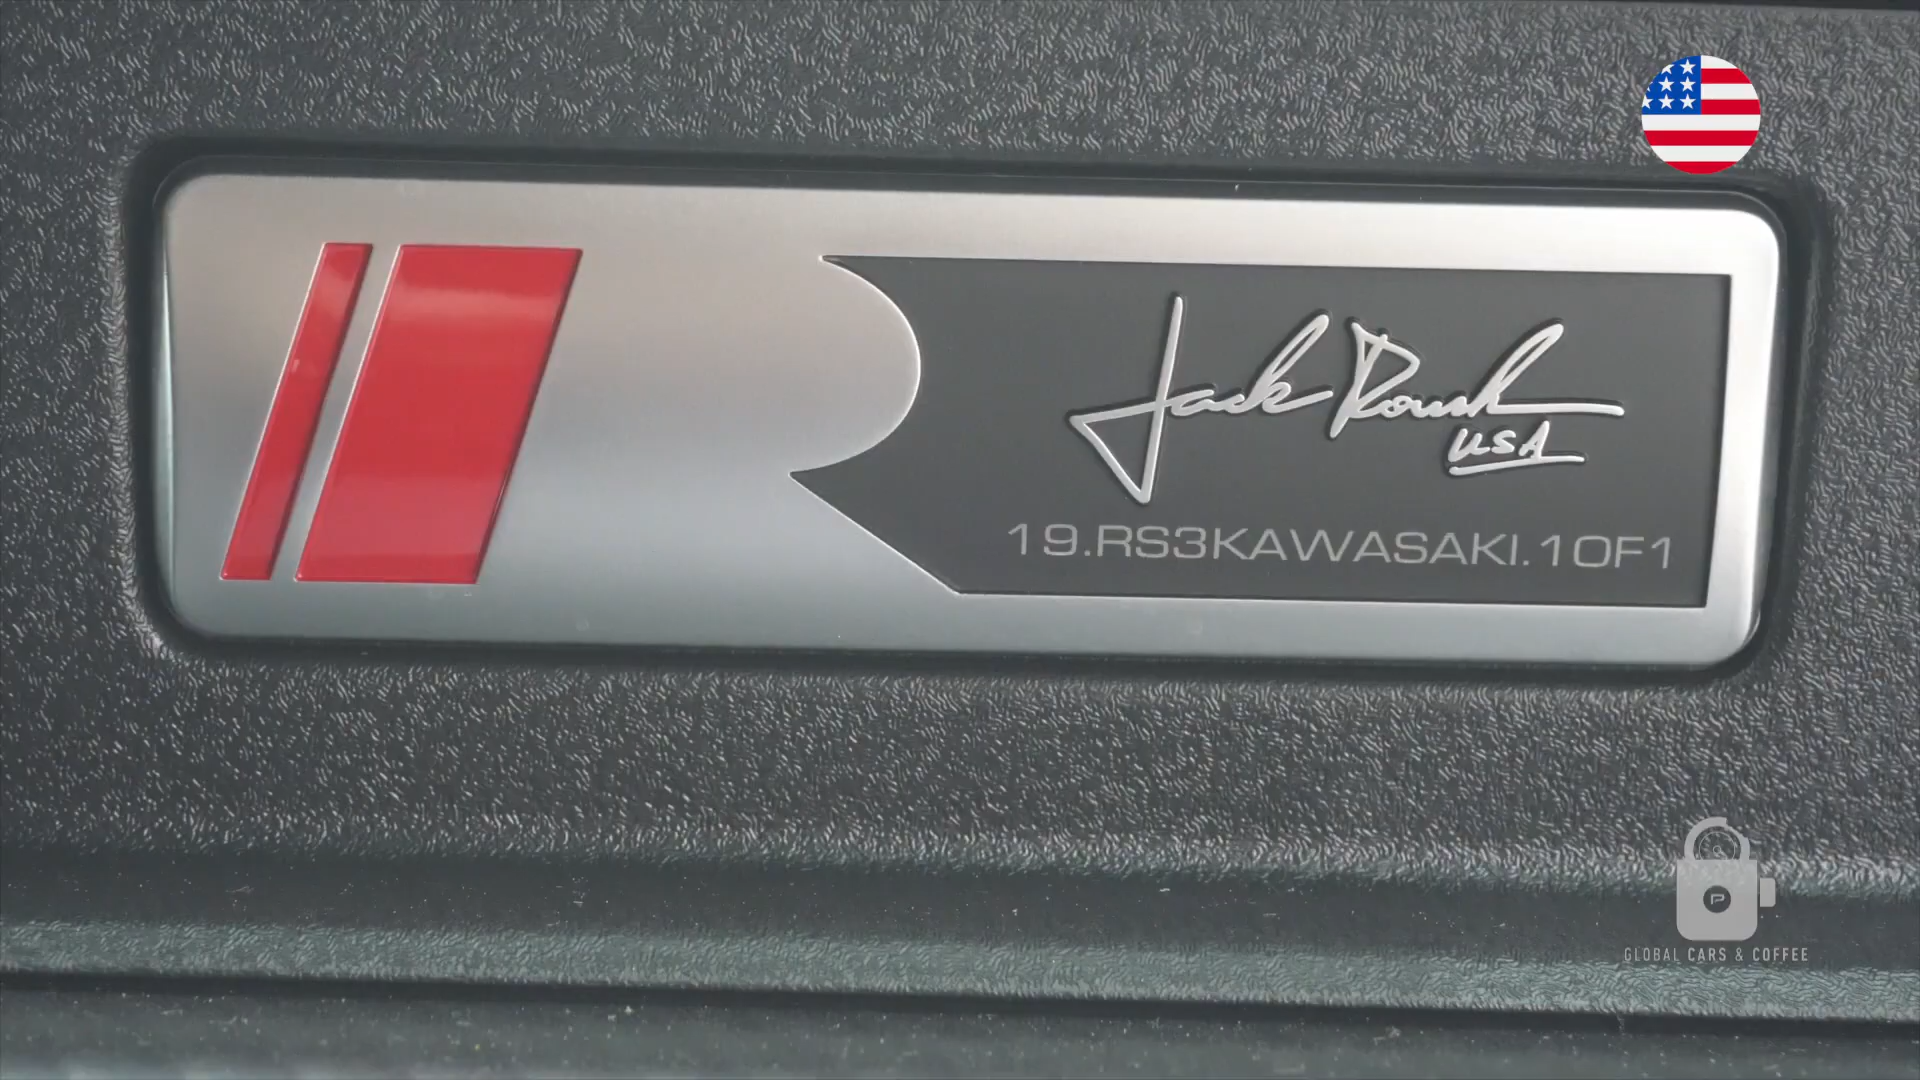 Jack Roush
USA
19.RS3KAWASAKI.1OF1
P
GLOBAL CARS & COFFEE